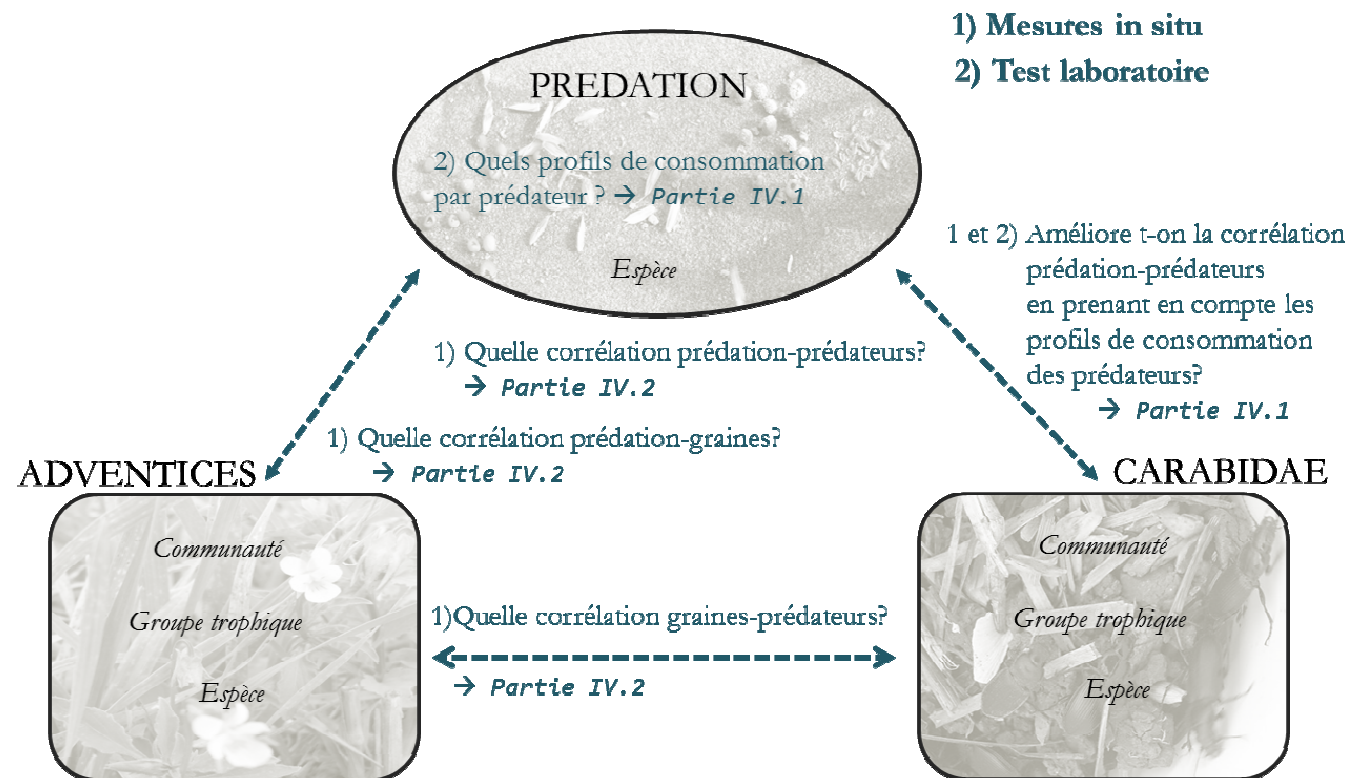 1) Mesures in situ
2) Test laboratoire
PREDATION
2) Quels profils de consommation
par prédateur ? → Partie IV.1
Espèce
1 et 2) Améliore t-on la corrélation
prédation-prédateurs
en prenant en compte les
profils de consommation
des prédateurs?
→ Partie IV.1
1) Quelle corrélation prédation-prédateurs?
→ Partie IV.2
1) Quelle corrélation prédation-graines?
→ Partie IV.2
ADVENTICES
Communauté
Groupe trophique
Espèce
CARABIDAE
Communauté
Groupe trophique
Espèce
1)Quelle corrélation graines-prédateurs?
→ Partie IV.2